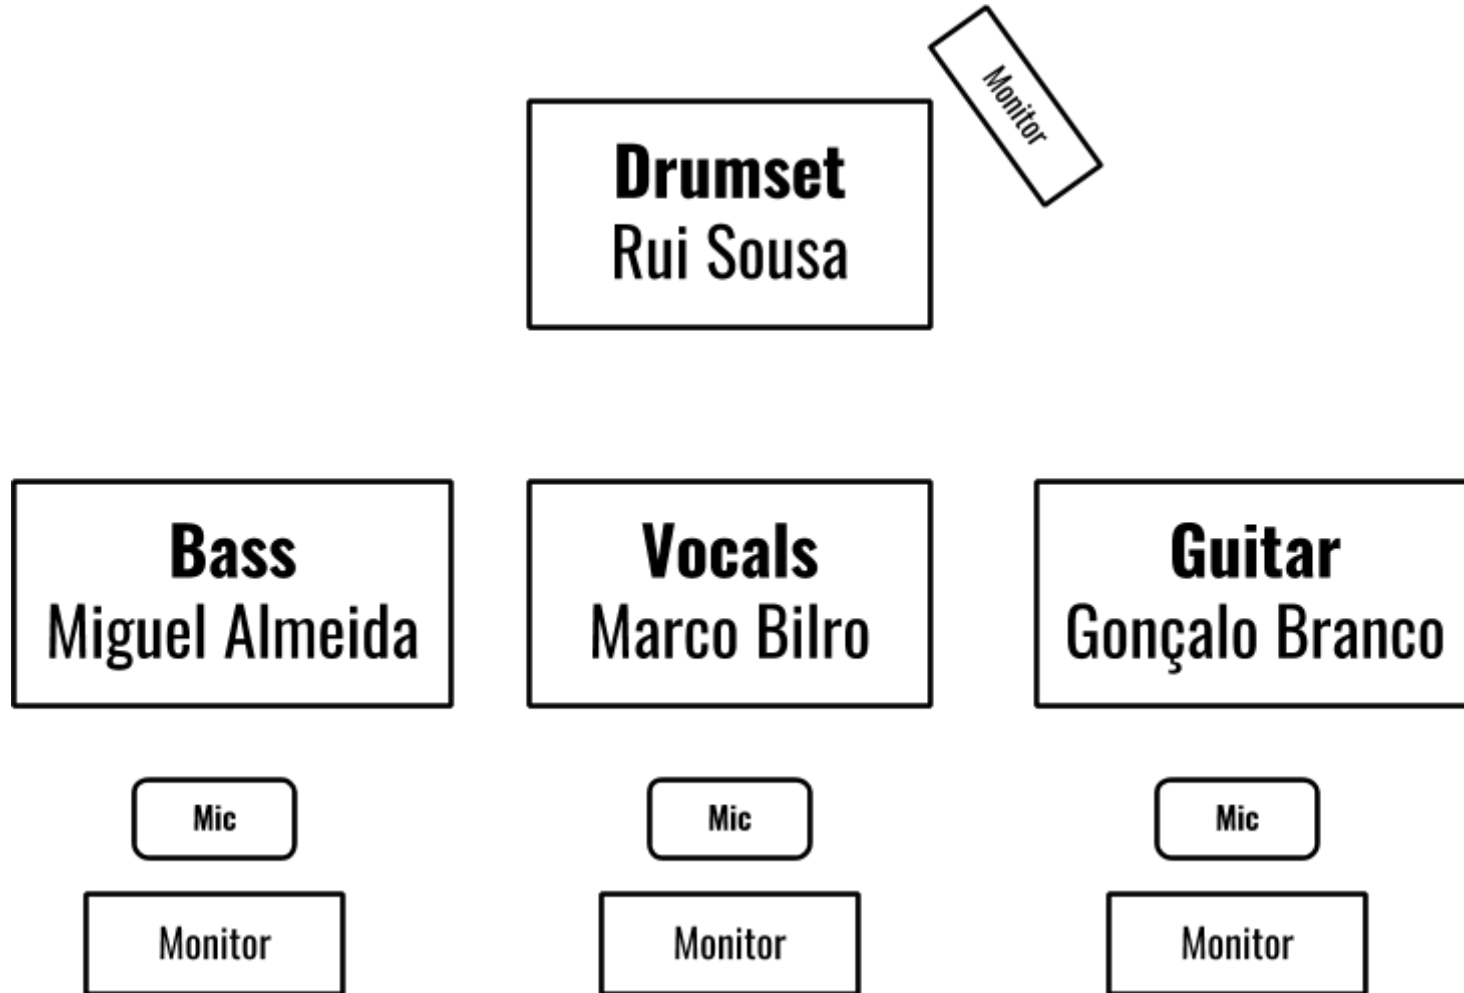 Monitor
Drumset
Rui Sousa
Bass
Miguel Almeida
Vocals
Marco Bilro
Guitar
Gonçalo Branco
Mic
Mic
Mic
Monitor
Monitor
Monitor